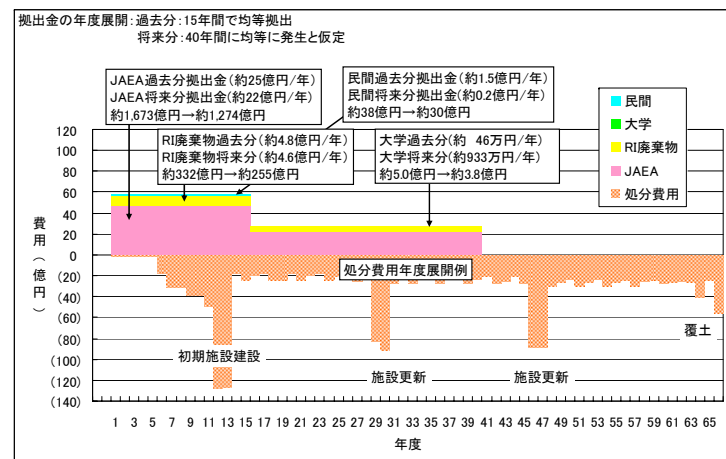 拠出金の年度展開：過去分：15年間で均等拠出
将来分：40年間に均等に発生と仮定
JAEA過去分拠出金（約25億円/年）
JAEA将来分拠出金（約22億円/年）
約1,673億円→約1,274億円
民間過去分拠出金（約1.5億円/年）
民間将来分拠出金（約0.2億円/年）
約38億円→約30億円
RI廃棄物過去分（約4.8億円/年）
RI廃棄物将来分（約4.6億円/年）
約332億円→約255億円
大学過去分（約　46万円/年）
大学将来分（約933万円/年）
約5.0億円→約3.8億円
民間
大学
RI廃棄物
JAEA
処分費用
費用（億円）
120
100
80
60
40
20
0
(20)
(40)
(60)
(80)
(100)
(120)
(140)
処分費用年度展開例
初期施設建設
施設更新
施設更新
覆土
1 3 5 7 9 11 13 15 17 19 21 23 25 27 29 31 33 35 37 39 41 43 45 47 49 51 53 55 57 59 61 63 65
年度